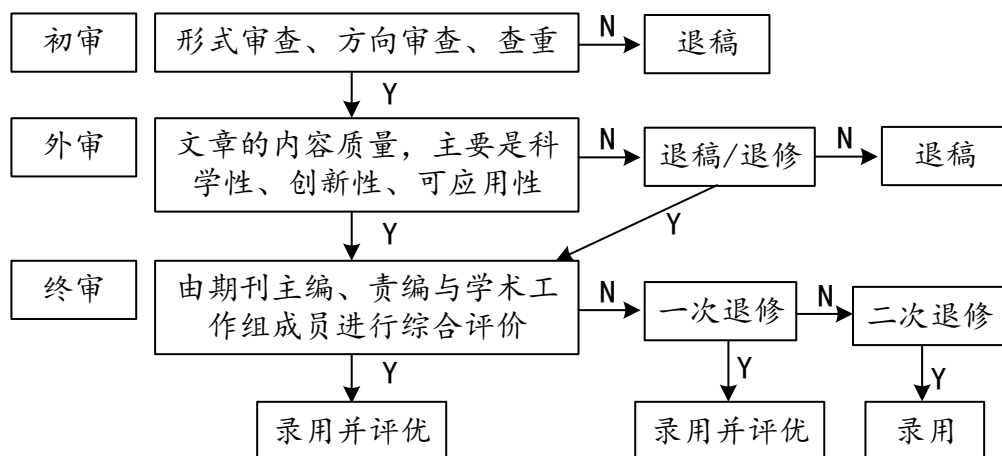 初审
形式审查、方向审查、查重
N
退稿
Y
外审
文章的内容质量，主要是科
学性、创新性、可应用性
N
退稿/退修
N
退稿
Y
Y
终审
由期刊主编、责编与学术工
作组成员进行综合评价
N
一次退修
N
二次退修
Y
Y
Y
录用并评优
录用并评优
录用